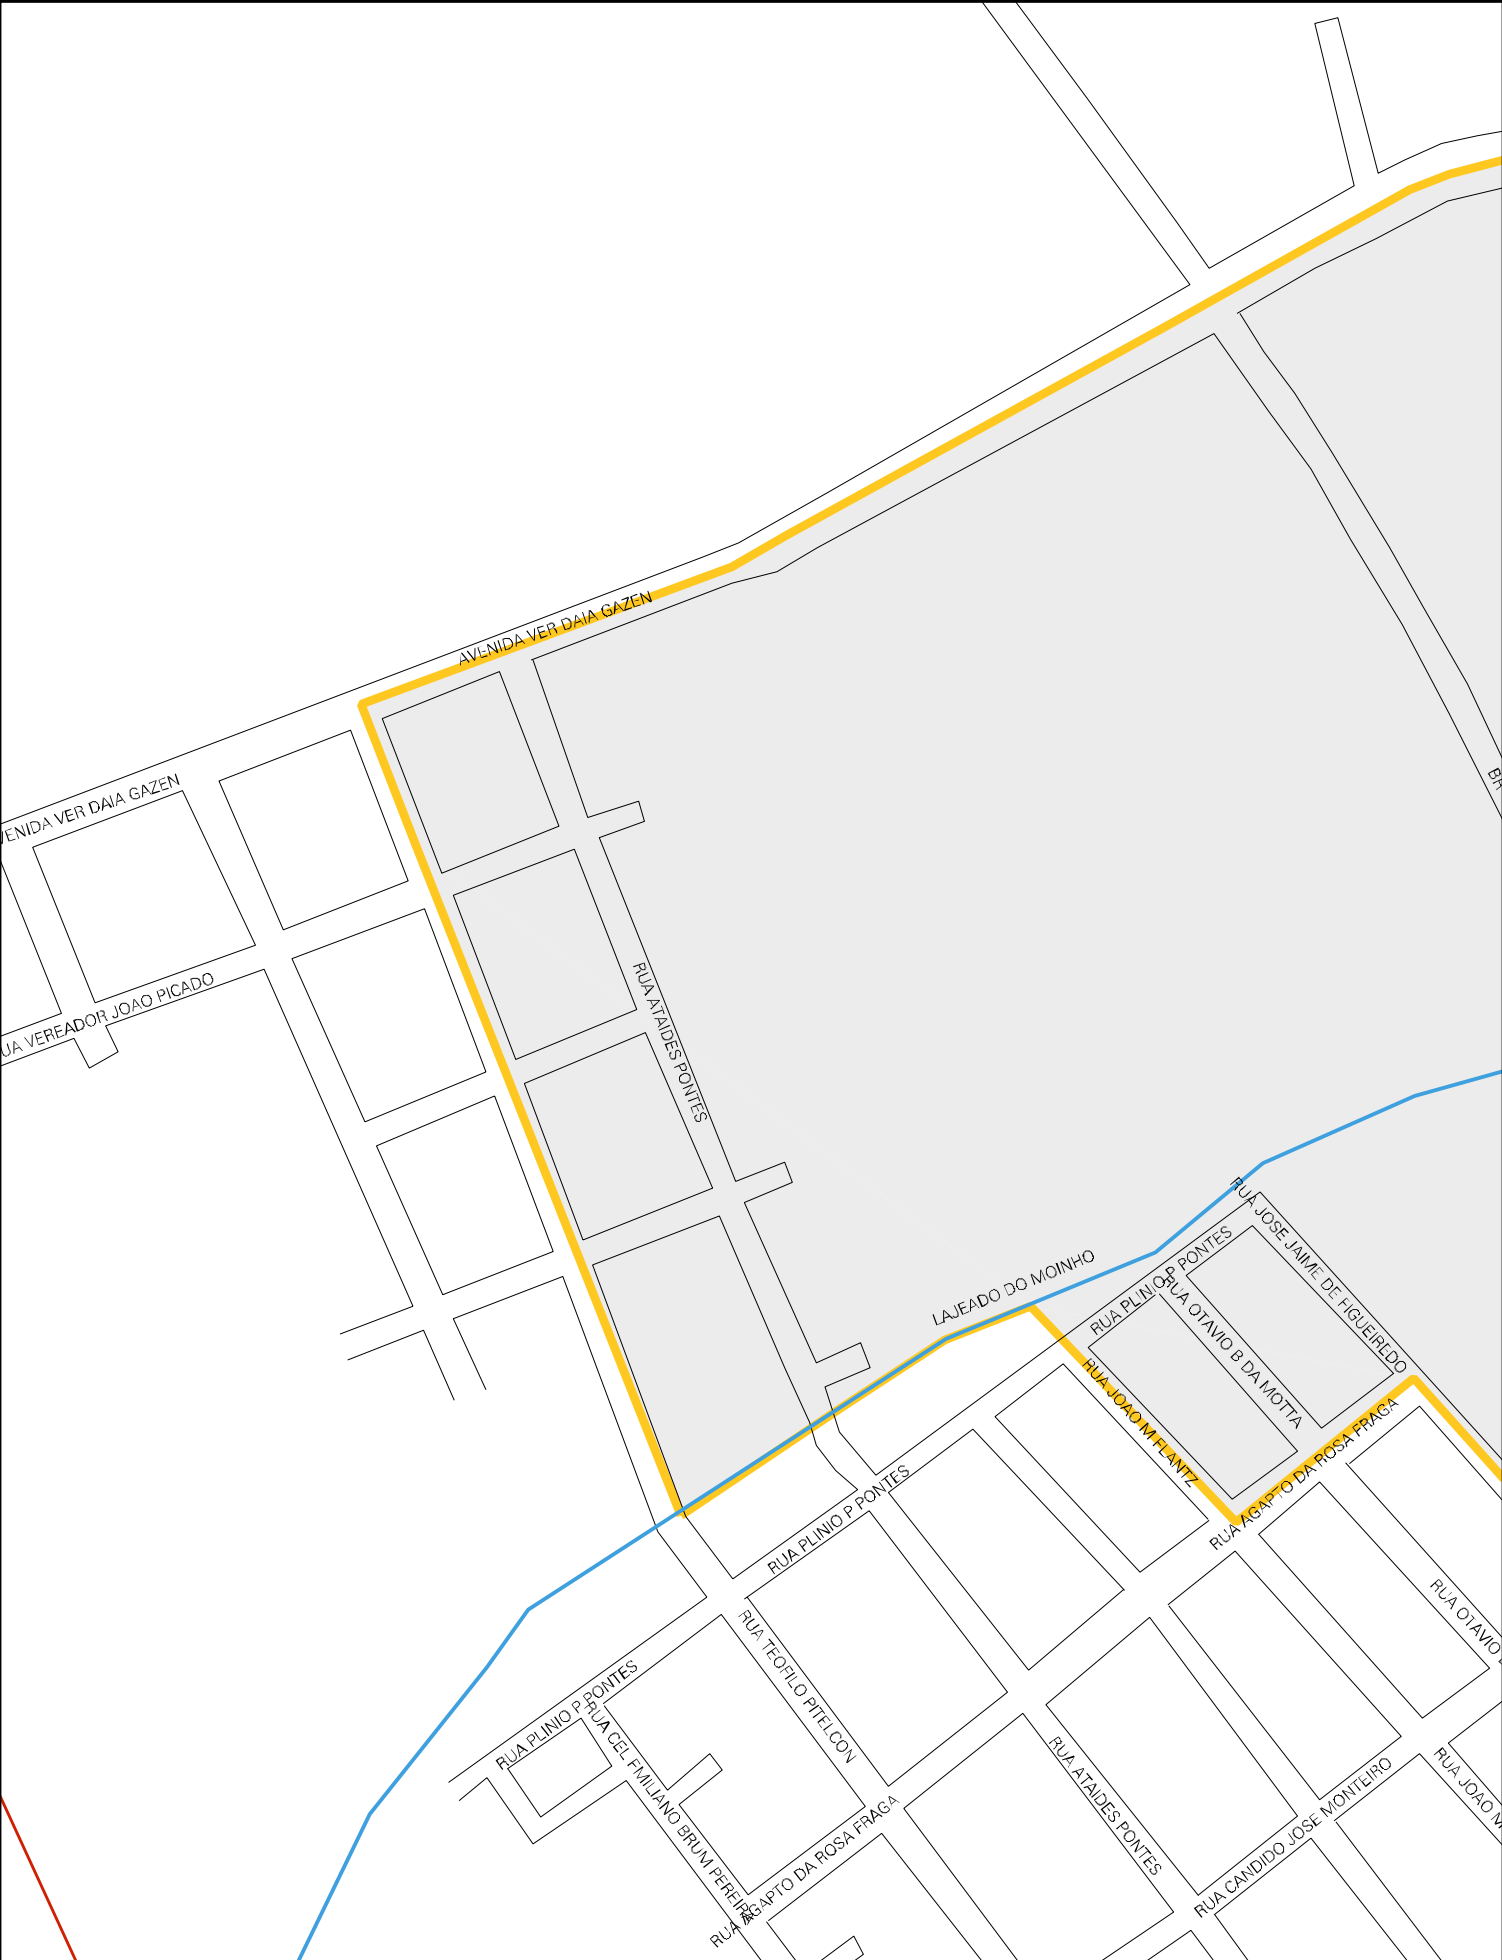 AVENIDA VER DAIA GAZEN
VENIDA VER DAIA GAZEN
BR
UA VEREADOR JOAO PICADO
RUA ATAIDES PONTES
RUA JOSE JAIME DE FIGUEIREDO
LAJEADO DO MOINHO
RUA PLINIO P PONTES
RUA OTAVIO B DA MOTTA
RUA JOAO M FLANTZ
RUA AGAPTO DA ROSA FRAGA
RUA PLINIO P PONTES
RUA OTAVIO
RUA TEOFILO PITELCON
RUA PLINIO P PONTES
RUA CEL EMILIANO BRUM PEREIRA
RUA ATAIDES PONTES
RUA JOAO M
RUA CANDIDO JOSE MONTEIRO
RUA AGAPTO DA ROSA FRAGA